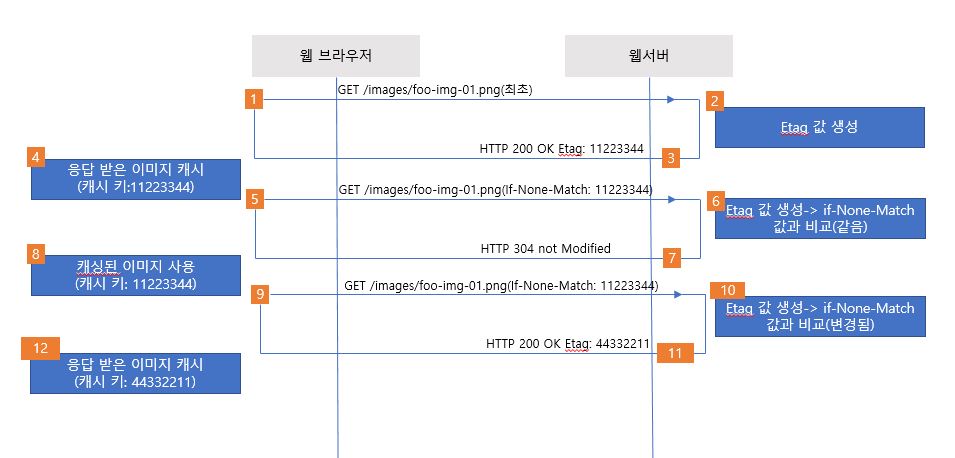 웹 브라우저
웹서버
1
GET /images/foo-img-01.png(최초)
2
Etag 값 생성
HTTP 200 OK Etag: 11223344
3
4
응답 받은 이미지 캐시
(캐시 키:11223344)
5
GET /images/foo-img-01.png(If-None-Match: 11223344)
6
Etag 값 생성-> if-None-Match
값과 비교(같음)
HTTP 304 not Modified
7
8
캐싱된 이미지 사용
(캐시 키: 11223344)
9
GET /images/foo-img-01.png(If-None-Match: 11223344)
10
Etag 값 생성-> if-None-Match
값과 비교(변경됨)
HTTP 200 OK Etag: 44332211
11
12
응답 받은 이미지 캐시
(캐시 키: 44332211)